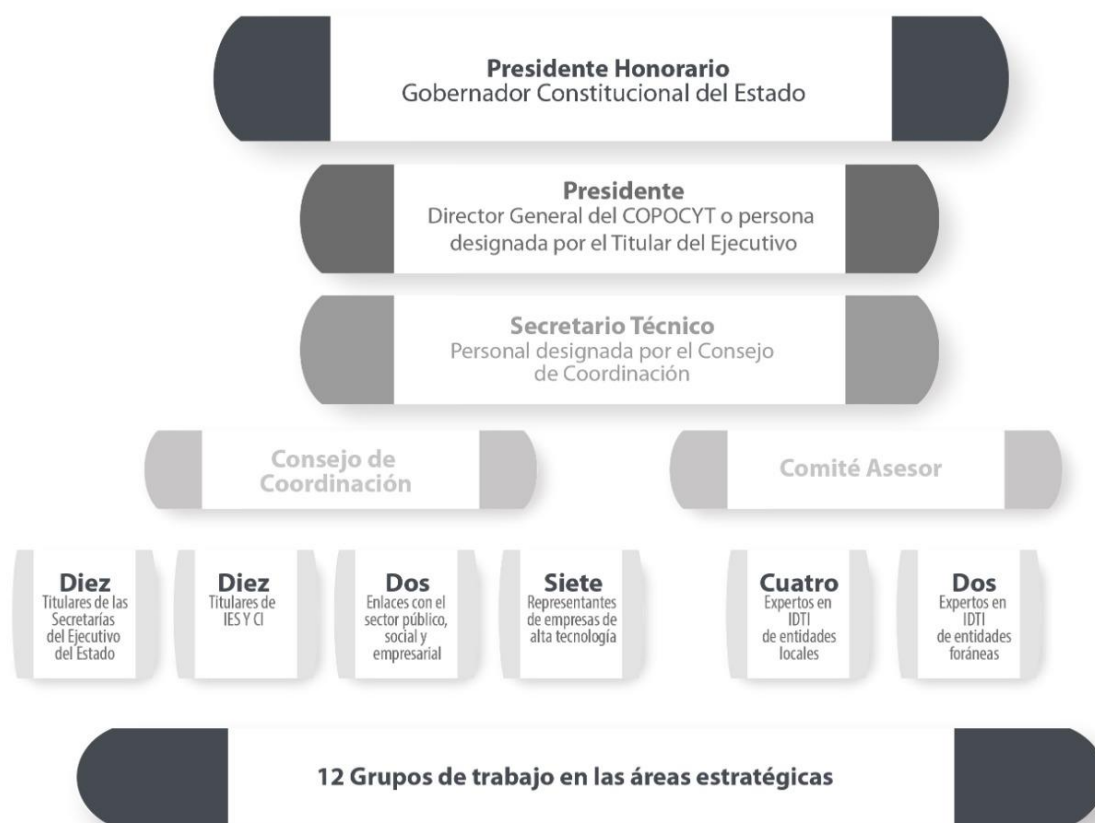 Presidente Honorario
Gobernador Constitucional del Estado
Presidente
Director General del COPOCYT o persona
designada por el Titular del Ejecutivo
Secretario Técnico
Personal designada por el Consejo
de Coordinación
Consejo de
Coordinación
Comité Asesor
Diez
Titulares de las
Secretarías
del Ejecutivo
del Estado
Diez
Titulares de
IES Y CI
Dos
Enlaces con el
sector público,
social y
empresarial
Siete
Representantes
de empresas de
alta tecnología
Cuatro
Expertos en
IDTI
de entidades
locales
Dos
Expertos en
IDTI
de entidades
foráneas
12 Grupos de trabajo en las áreas estratégicas